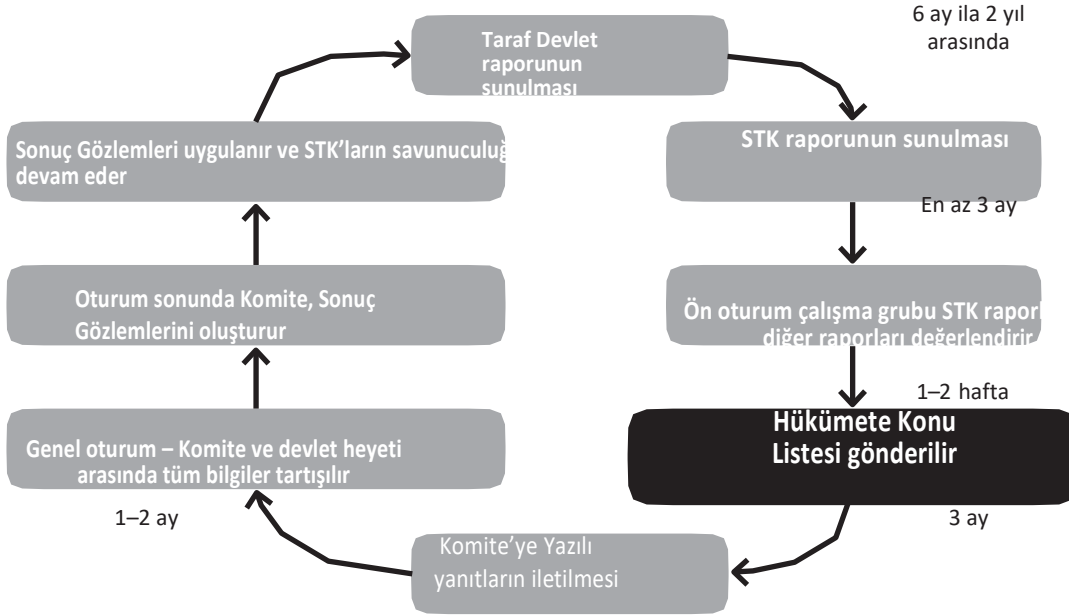 Taraf Devlet
raporunun
sunulması
6 ay ila 2 yıl
arasında
STK raporunun sunulması
En az 3 ay
Ön oturum çalışma grubu STK
diğer raporları değerlendirir
1–2 hafta
Hükümete Konu
Listesi gönderilir
3 ay
Komite’ye Yazılı
yanıtların iletilmesi
1–2 ay
Genel oturum – Komite ve devlet heyeti
arasında tüm bilgiler tartışılır
Oturum sonunda Komite, Sonuç
Gözlemlerini oluşturur
Sonuç Gözlemleri uygulanır ve STK’ların
devam eder